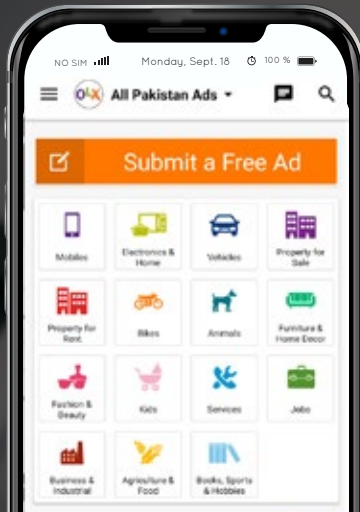 NO SIM
Monday, Sept. 18
100 %
OLX
All Pakistan Ads
Submit a Free Ad
Mobiles
Electronics &
Home
Vehicles
Property for
Sale
Property for
Rent
Bikes
Animals
Furniture &
Home Decor
Fashion &
Beauty
Kids
Services
Jobs
Business &
Industrial
Agriculture &
Food
Books, Sports
& Hobbies